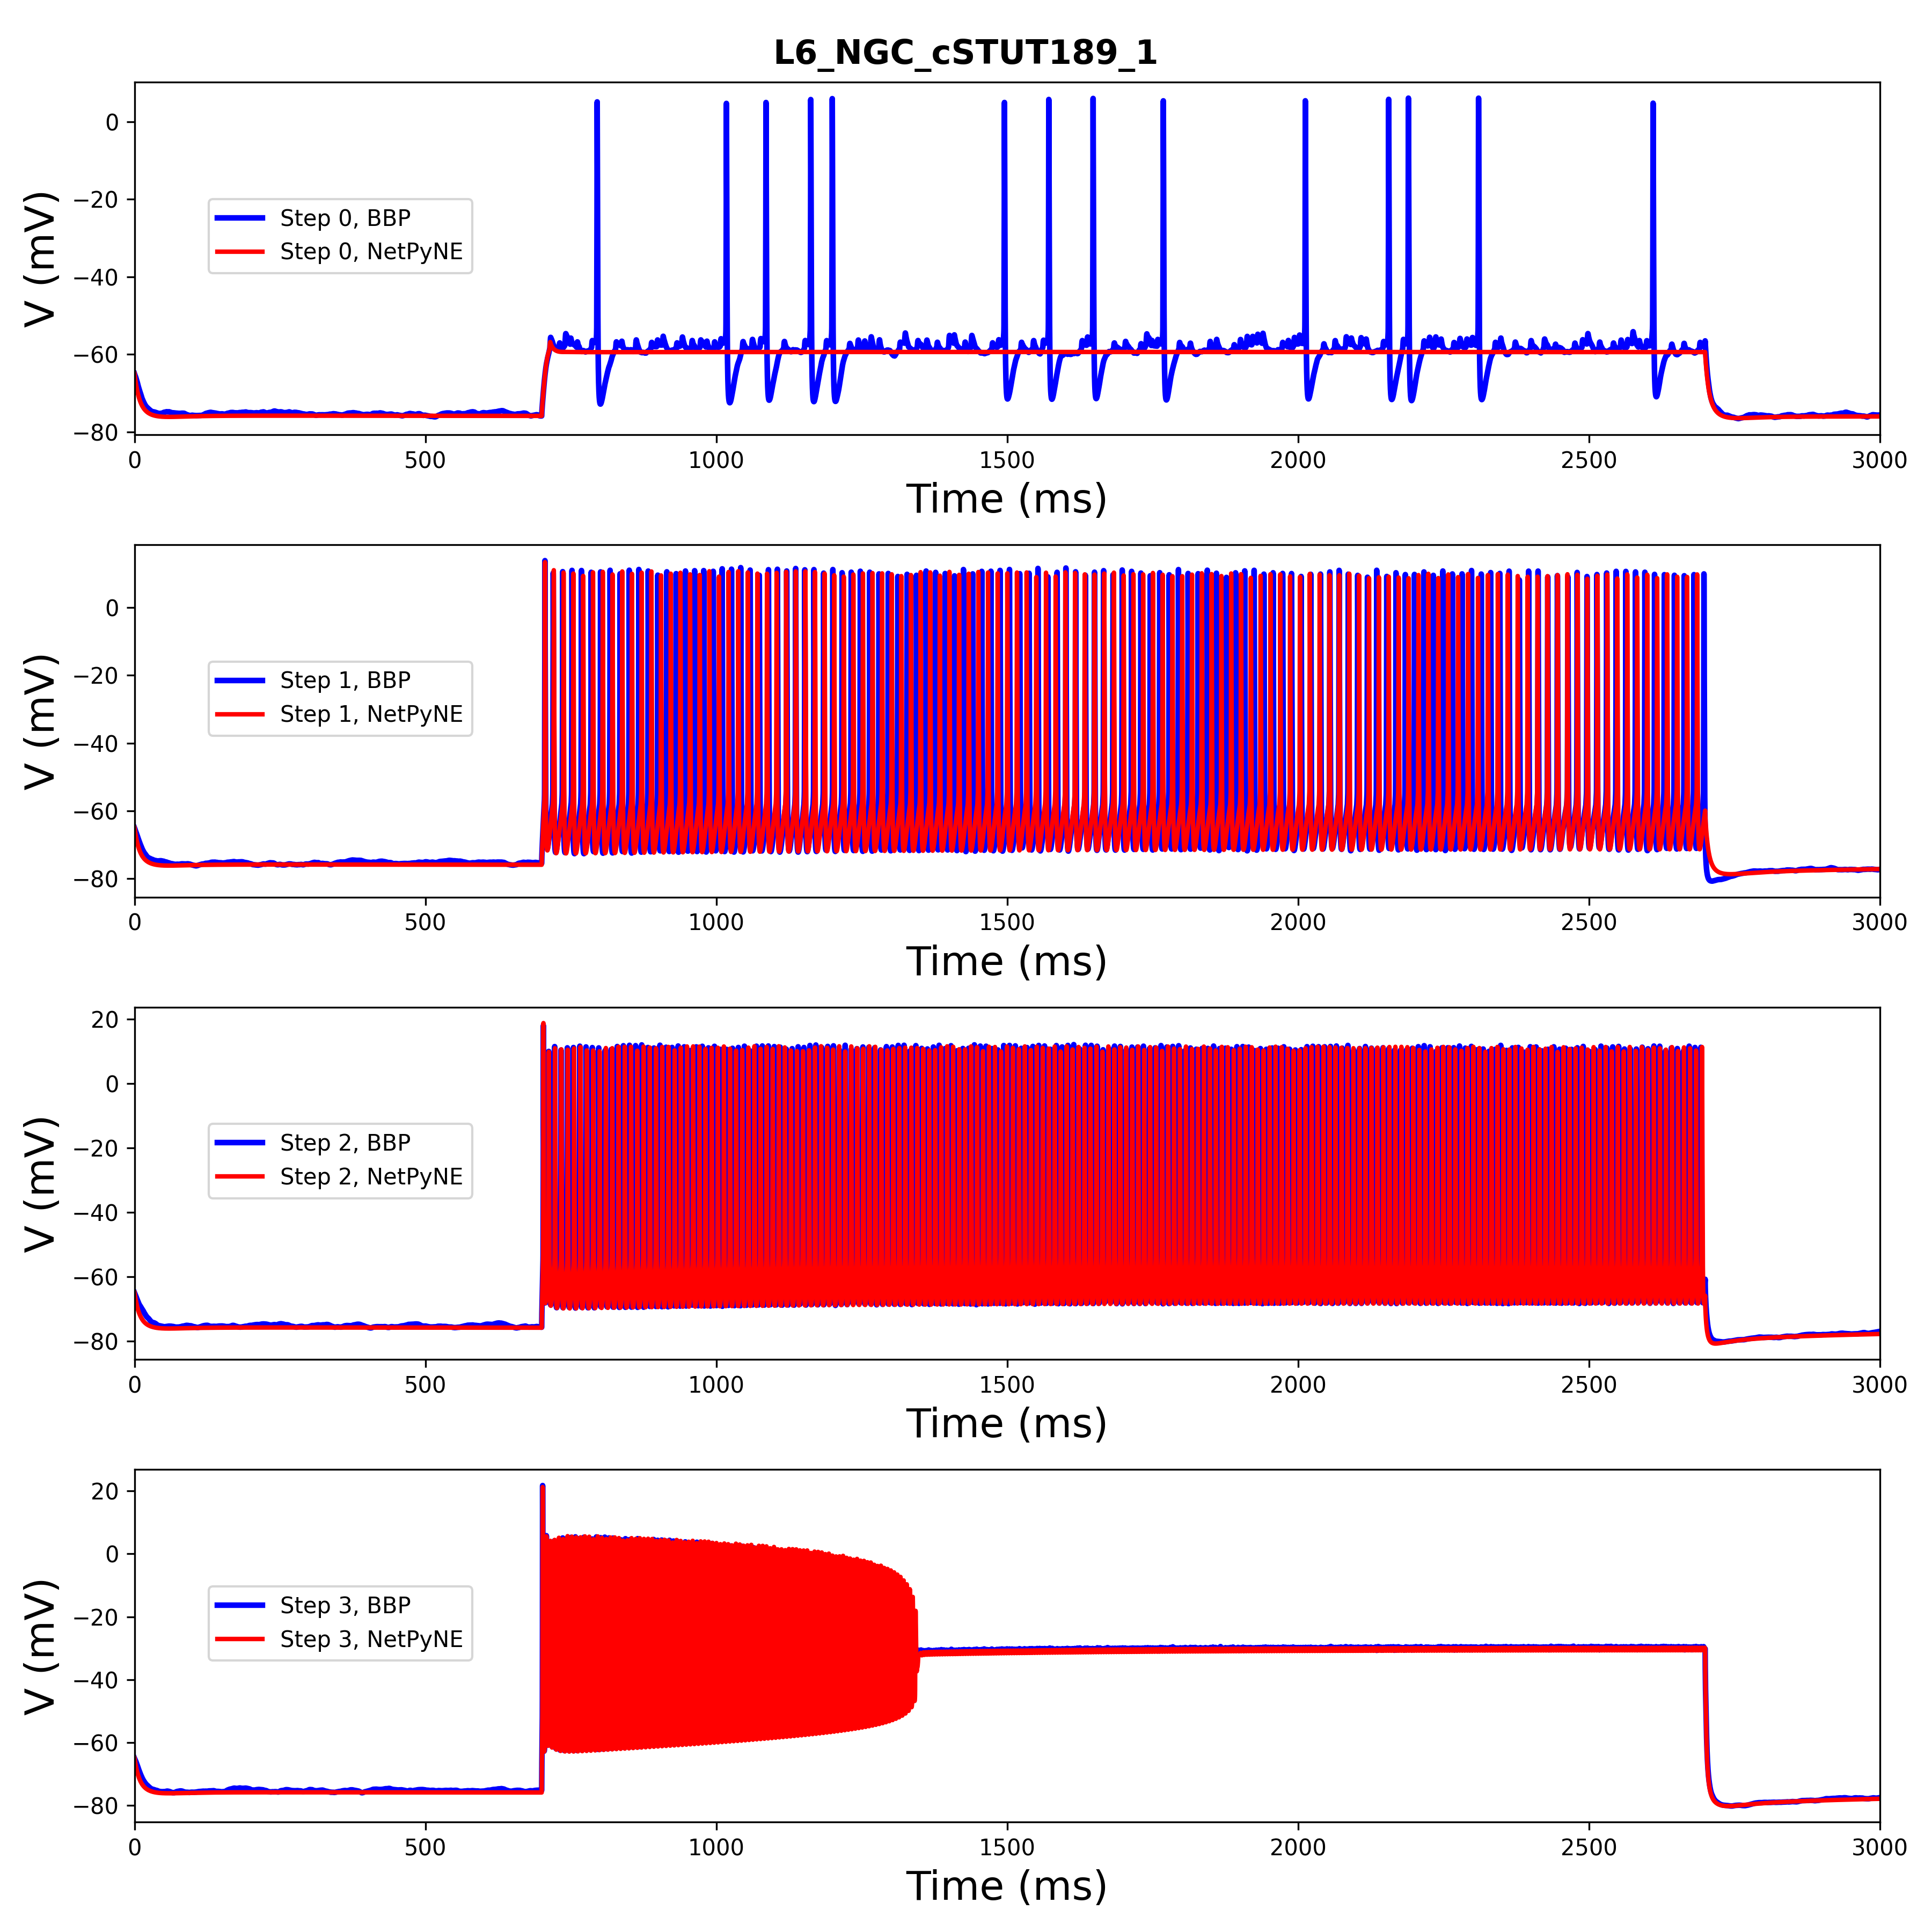 L6_NGC_cSTUT189_1
V (mV)
0
−20
−40
−60
−80
Step 0, BBP
Step 0, NetPyNE
0 500 1000 1500 2000 2500 3000
Time (ms)
V (mV)
0
−20
−40
−60
−80
Step 1, BBP
Step 1, NetPyNE
0 500 1000 1500 2000 2500 3000
Time (ms)
V (mV)
20
0
−20
−40
−60
−80
Step 2, BBP
Step 2, NetPyNE
0 500 1000 1500 2000 2500 3000
Time (ms)
V (mV)
20
0
−20
−40
−60
−80
Step 3, BBP
Step 3, NetPyNE
0 500 1000 1500 2000 2500 3000
Time (ms)